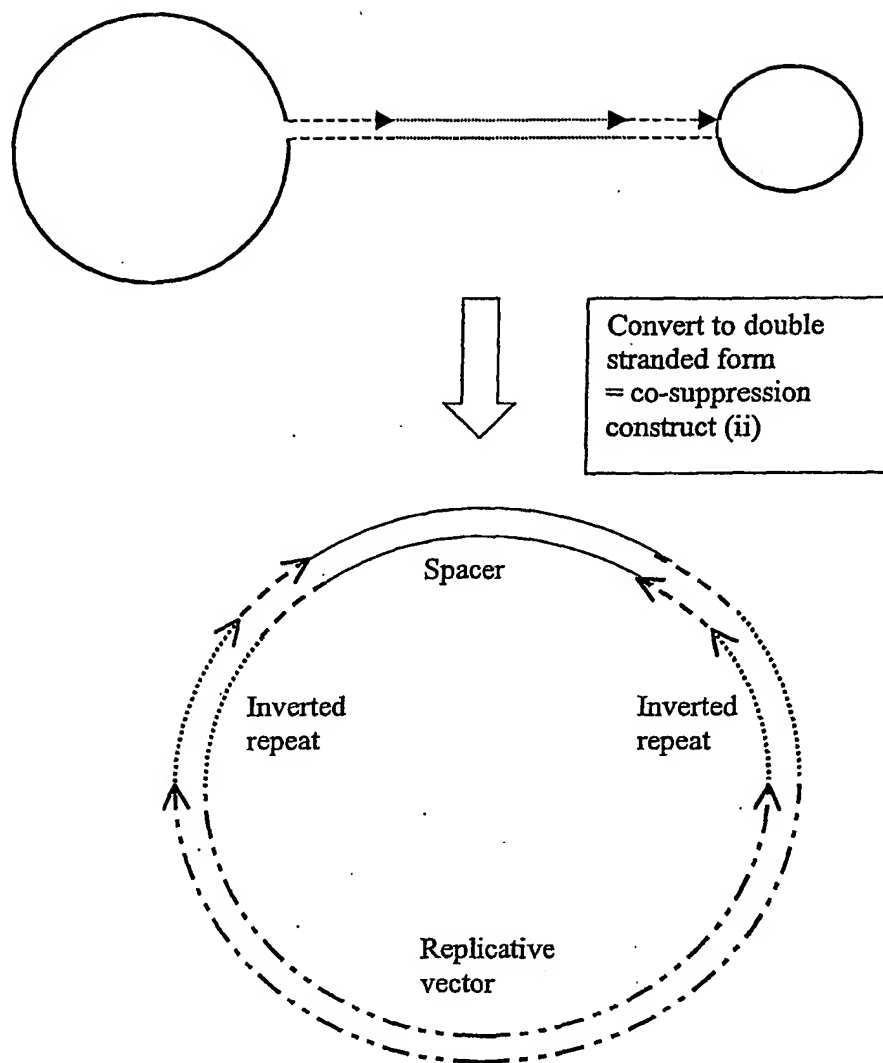 Convert to double
stranded form
= co-suppression
construct (ii)
Spacer
Inverted
repeat
Inverted
repeat
Replicative
vector